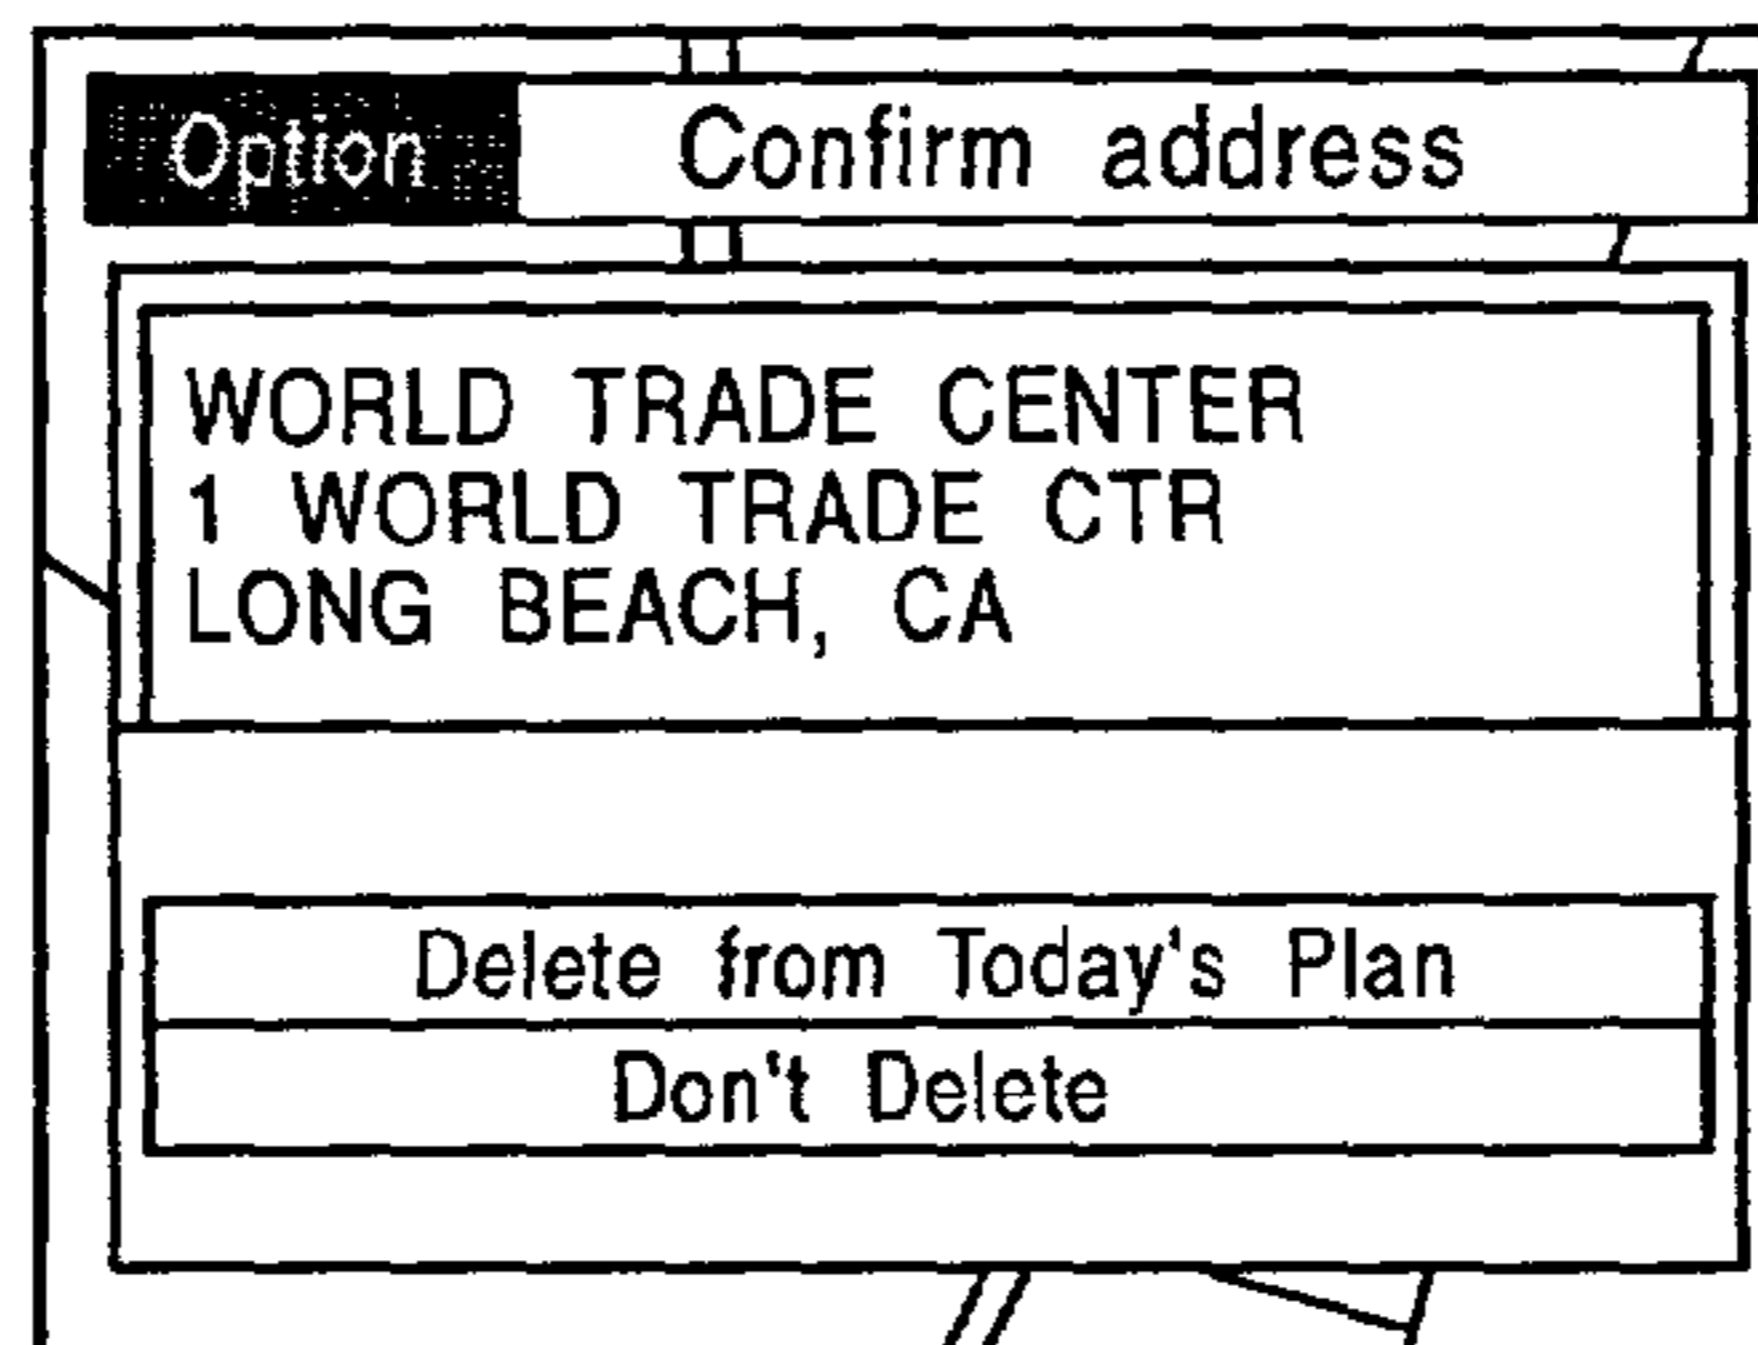 Option Confirm address
WORLD TRADE CENTER
1 WORLD TRADE CTR
LONG BEACH, CA
Delete from Today's Plan
Don't Delete